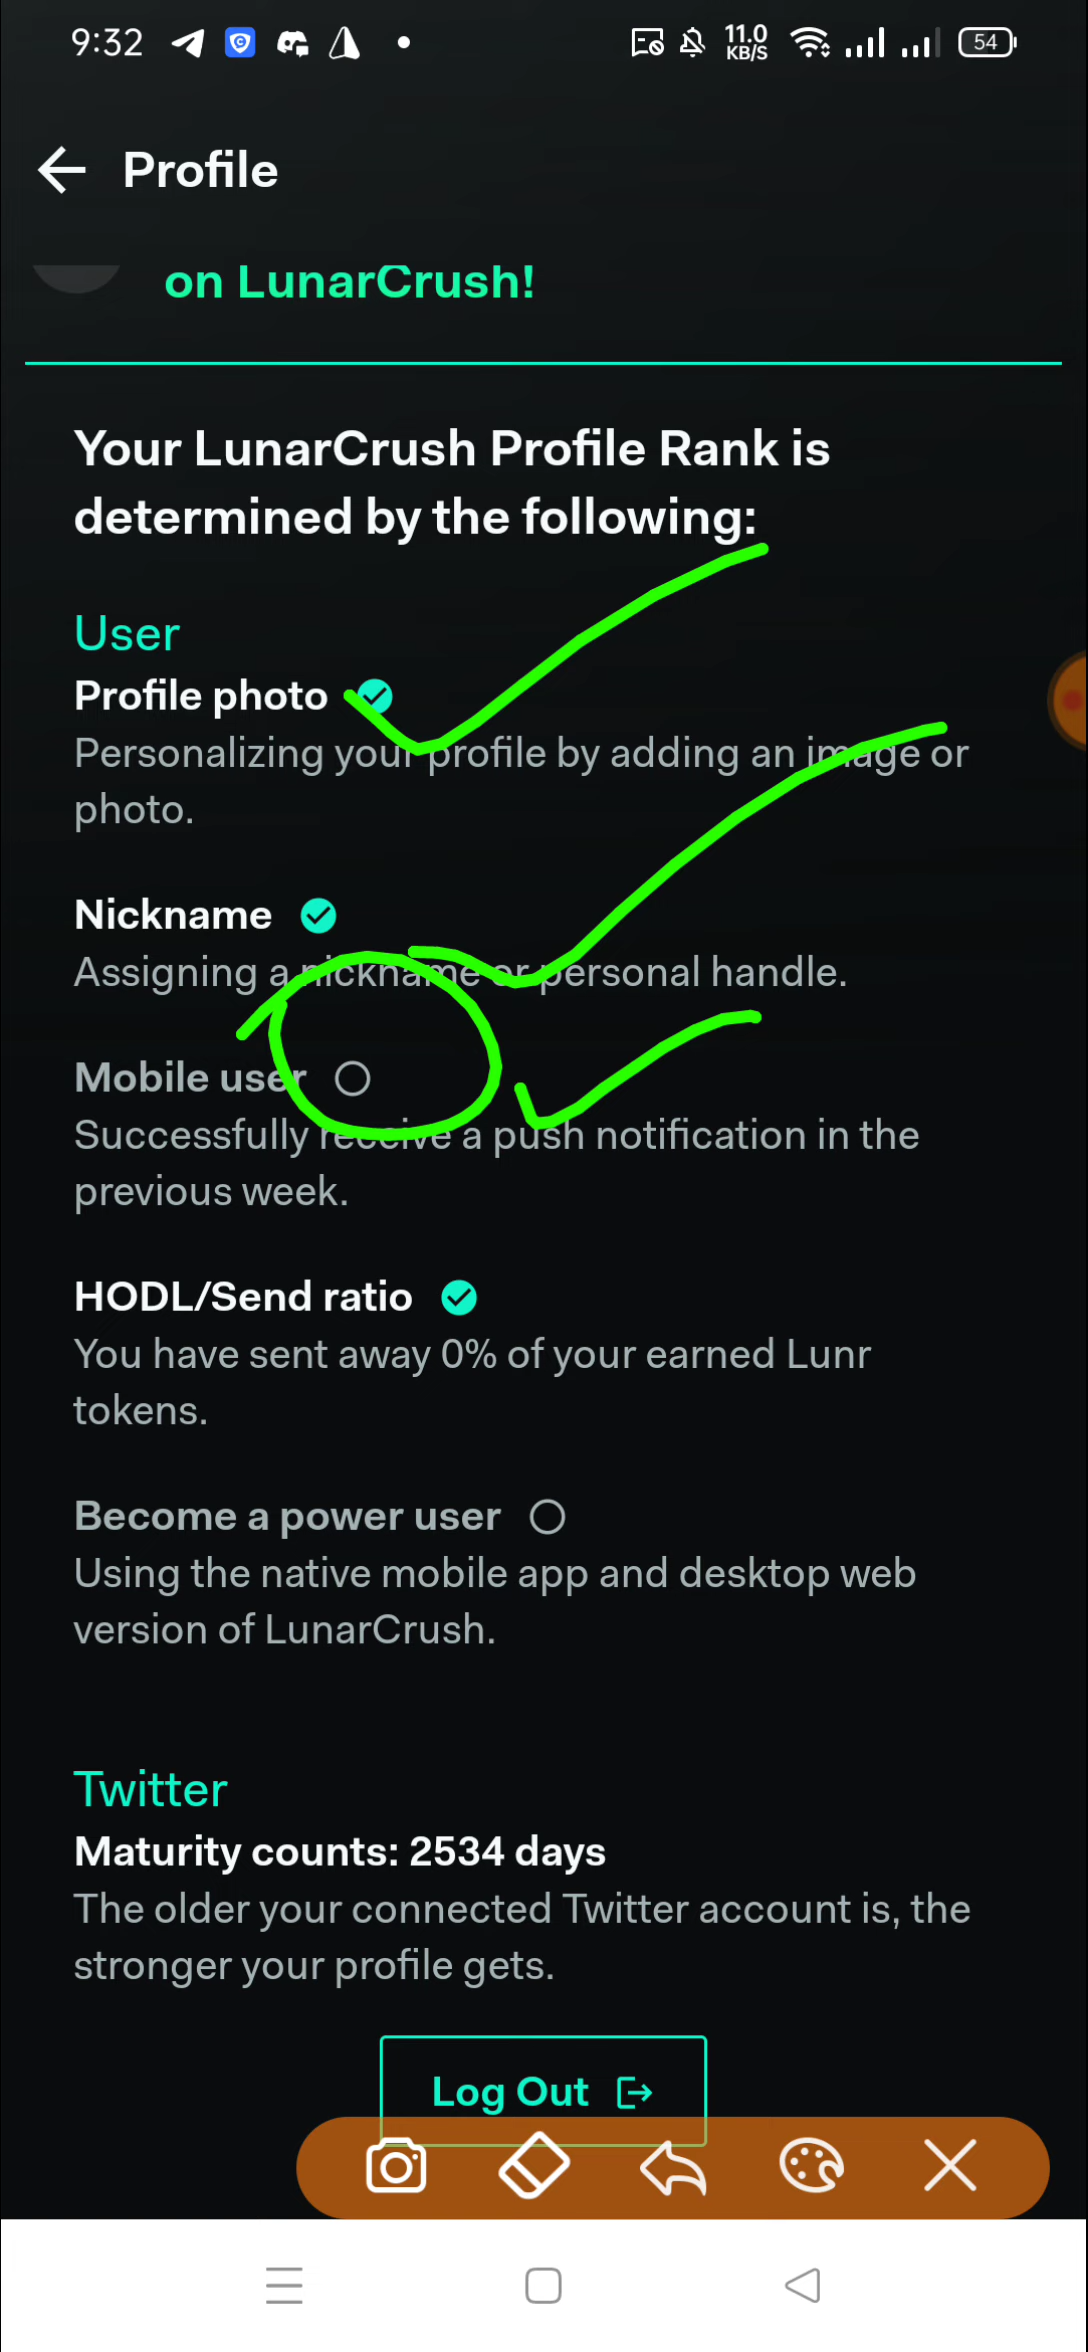 9:32
11.0
KB/S
54
Profile
on LunarCrush!
Your LunarCrush Profile Rank is
determined by the following:
User
Profile photo
Personalizing your profile by adding an image or
photo.
Nickname
Assigning a nickname or personal handle.
Mobile user
Successfully receive a push notification in the
previous week.
HODL/Send ratio
You have sent away 0% of your earned Lunr
tokens.
Become a power user
Using the native mobile app and desktop web
version of LunarCrush.
Twitter
Maturity counts: 2534 days
The older your connected Twitter account is, the
stronger your profile gets.
Log Out